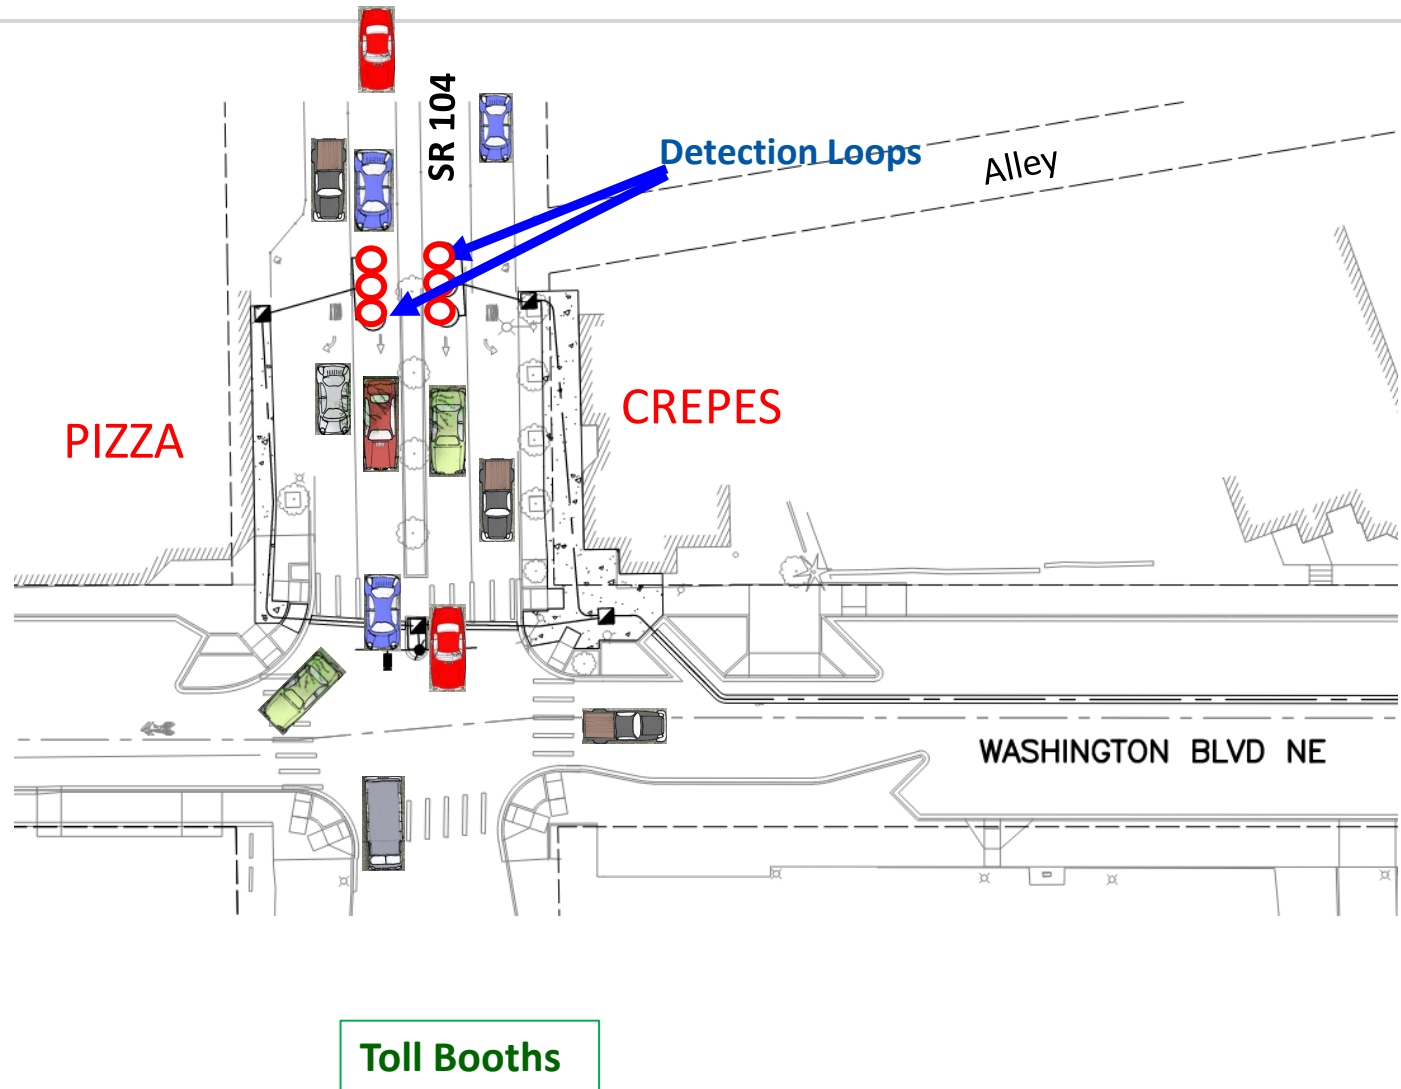 SR 104
Detection Loops
Alley
CREPES
PIZZA
WASHINGTON BLVD NE
Toll Booths